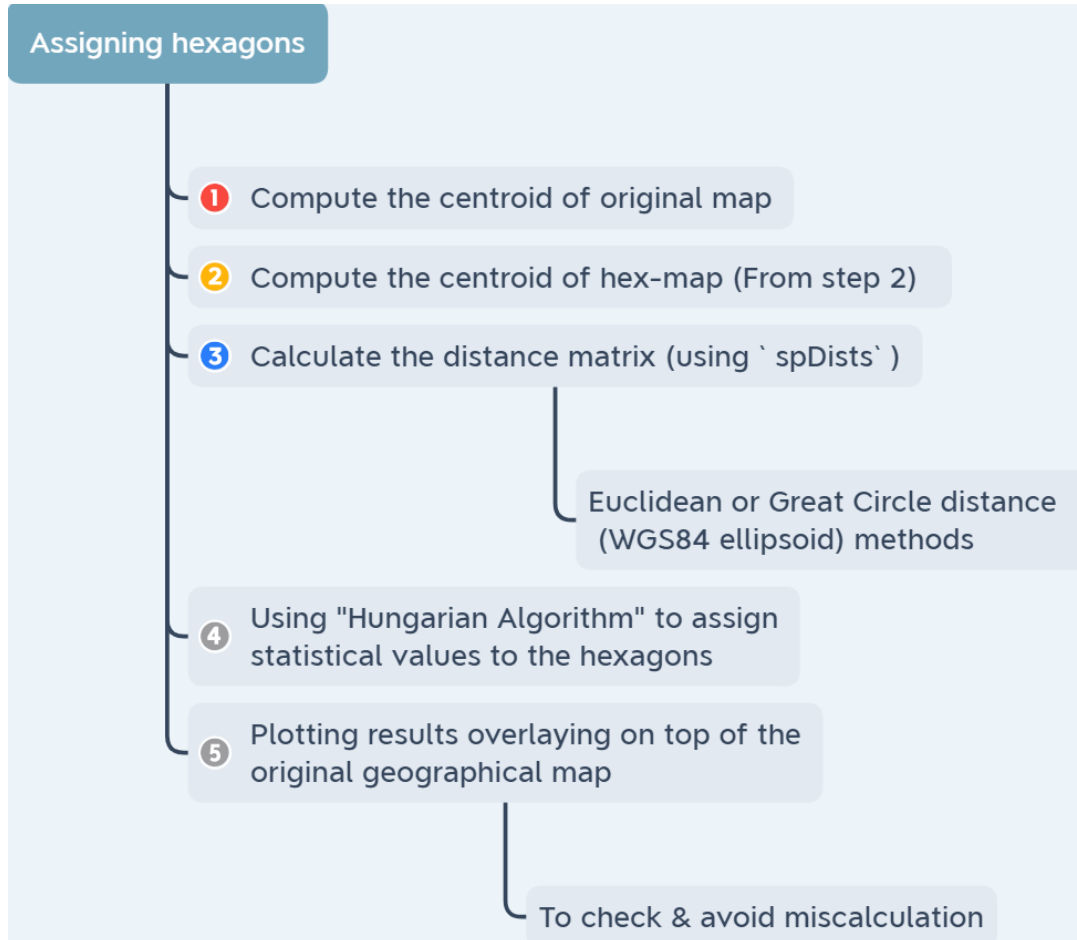 Assigning hexagons
1 Compute the centroid of original map
2 Compute the centroid of hex-map (From step 2)
3 Calculate the distance matrix (using ` spDists` )
Euclidean or Great Circle distance
(WGS84 ellipsoid) methods
4 Using "Hungarian Algorithm" to assign
statistical values to the hexagons
5 Plotting results overlaying on top of the
original geographical map
To check & avoid miscalculation